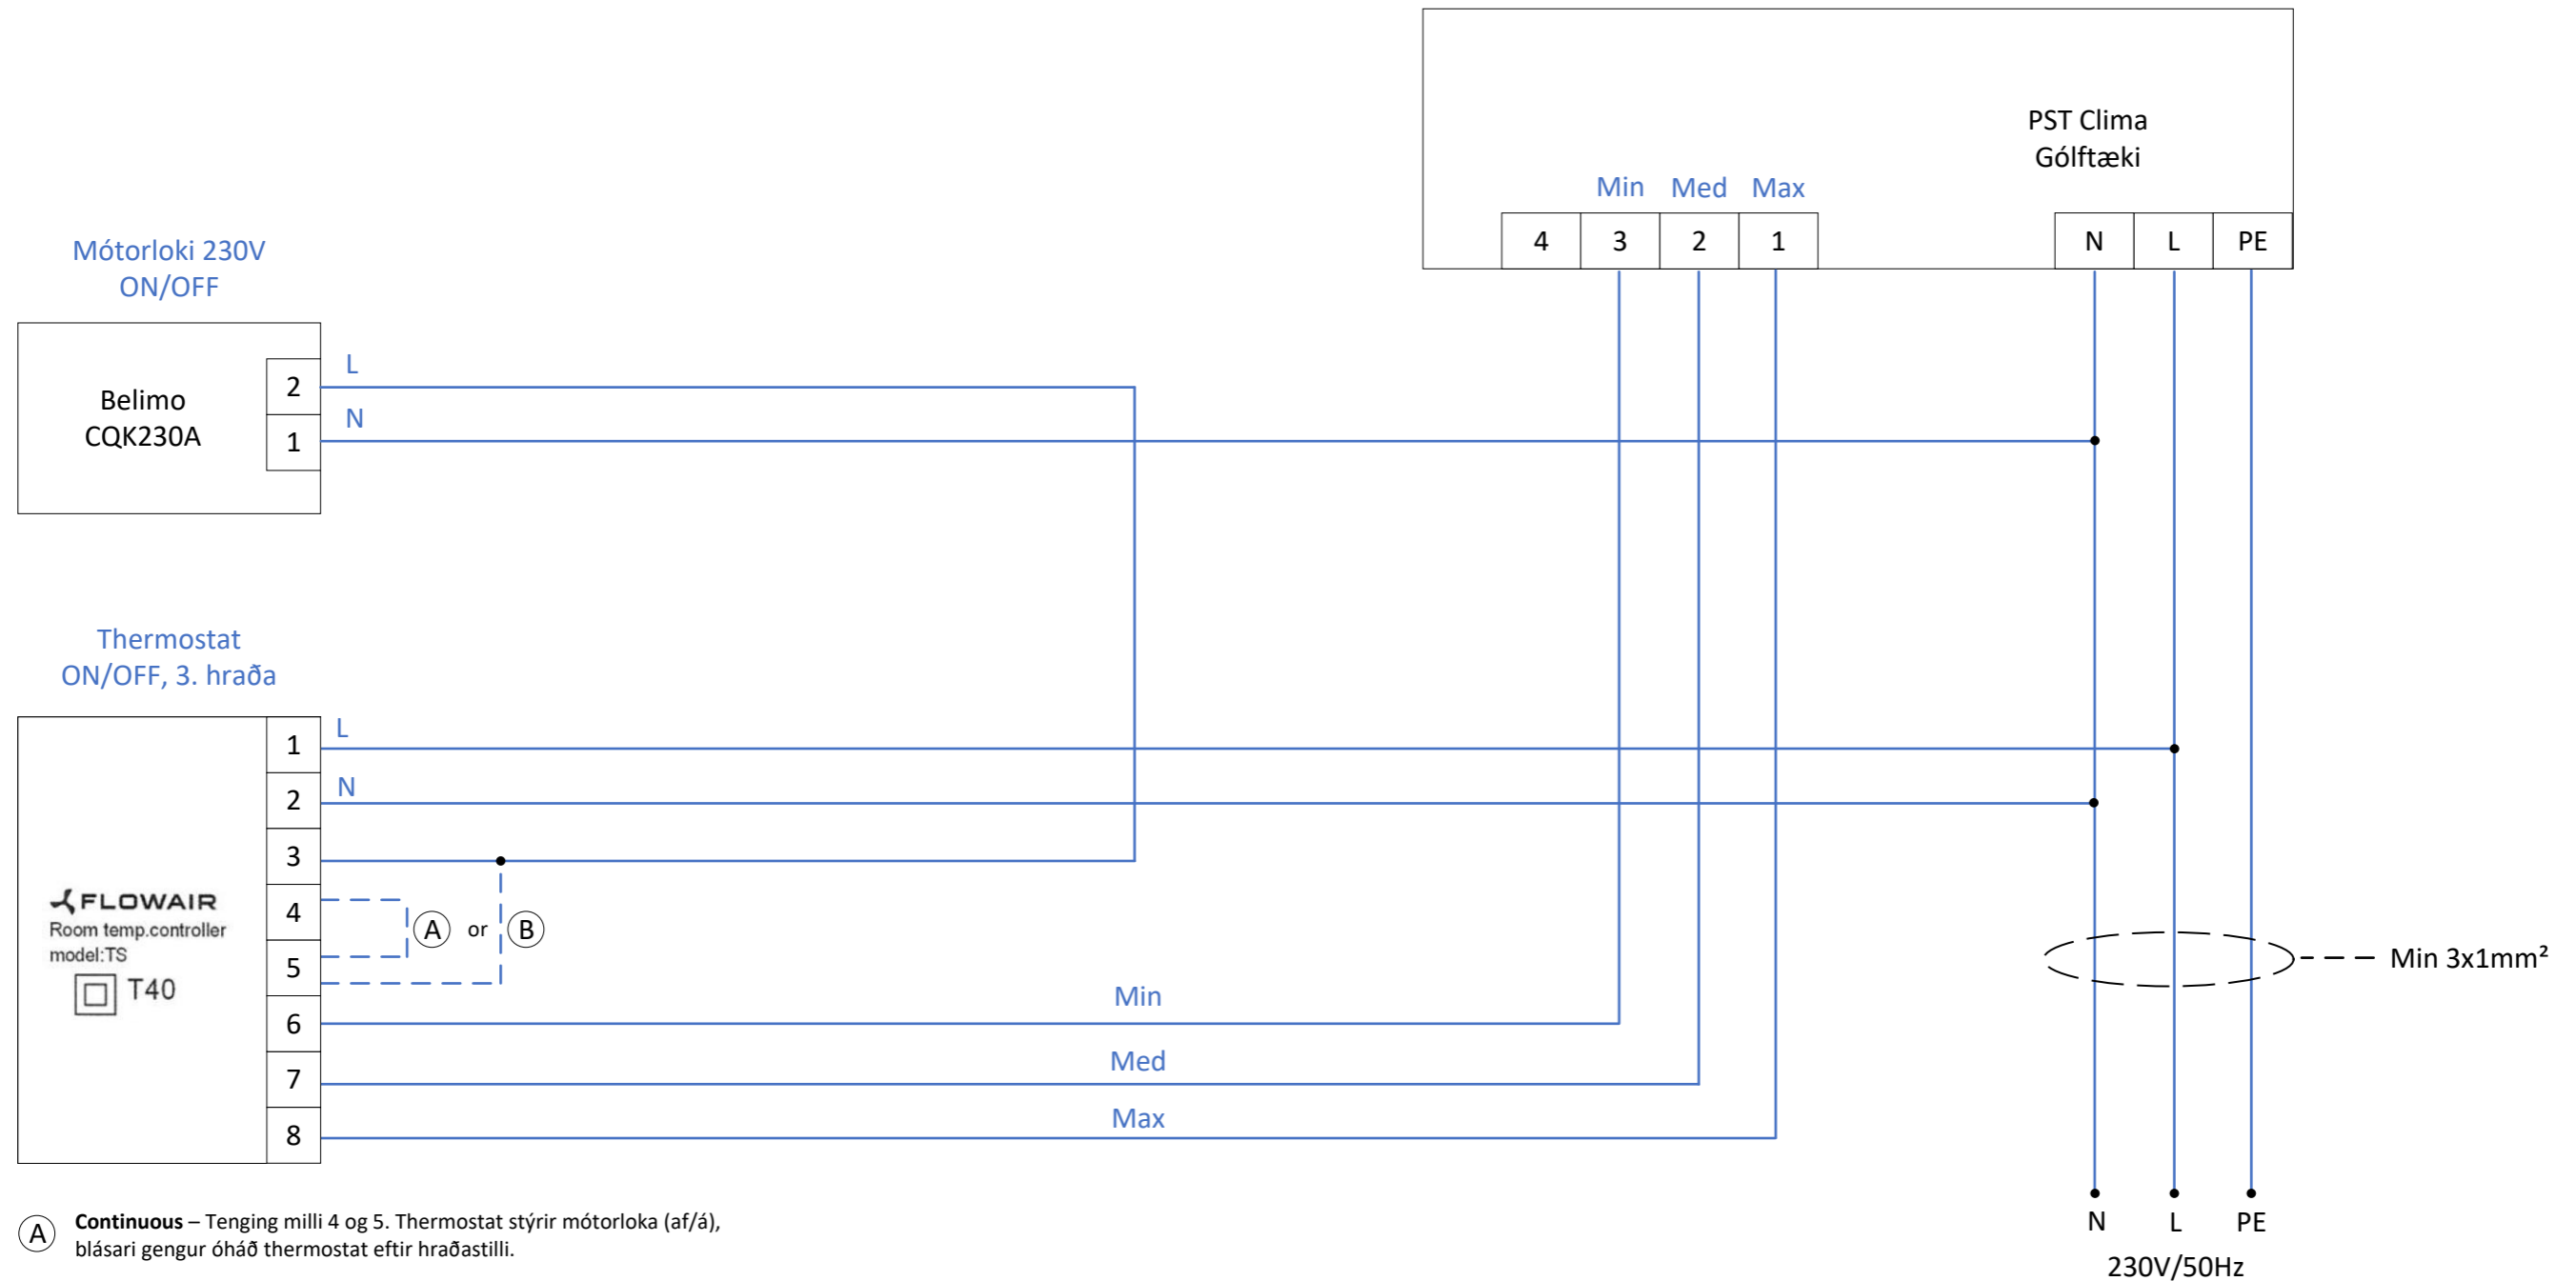 PST Clima
Gólftæki
Min Med Max
4 3 2 1 N L PE
Mótorloki 230V
ON/OFF
Belimo
CQK230A
2 L
1 N
Thermostat
ON/OFF, 3. hraða
1 L
2 N
3
4
5
6
7
8
FLOWAIR
Room temp.controller
model:TS
T40
A or B
Min
Med
Max
Min 3x1mm²
N L PE
230V/50Hz
A Continuous – Tenging milli 4 og 5. Thermostat stýrir mótorloka (af/á),
blásari gengur óháð thermostat eftir hraðastilli.